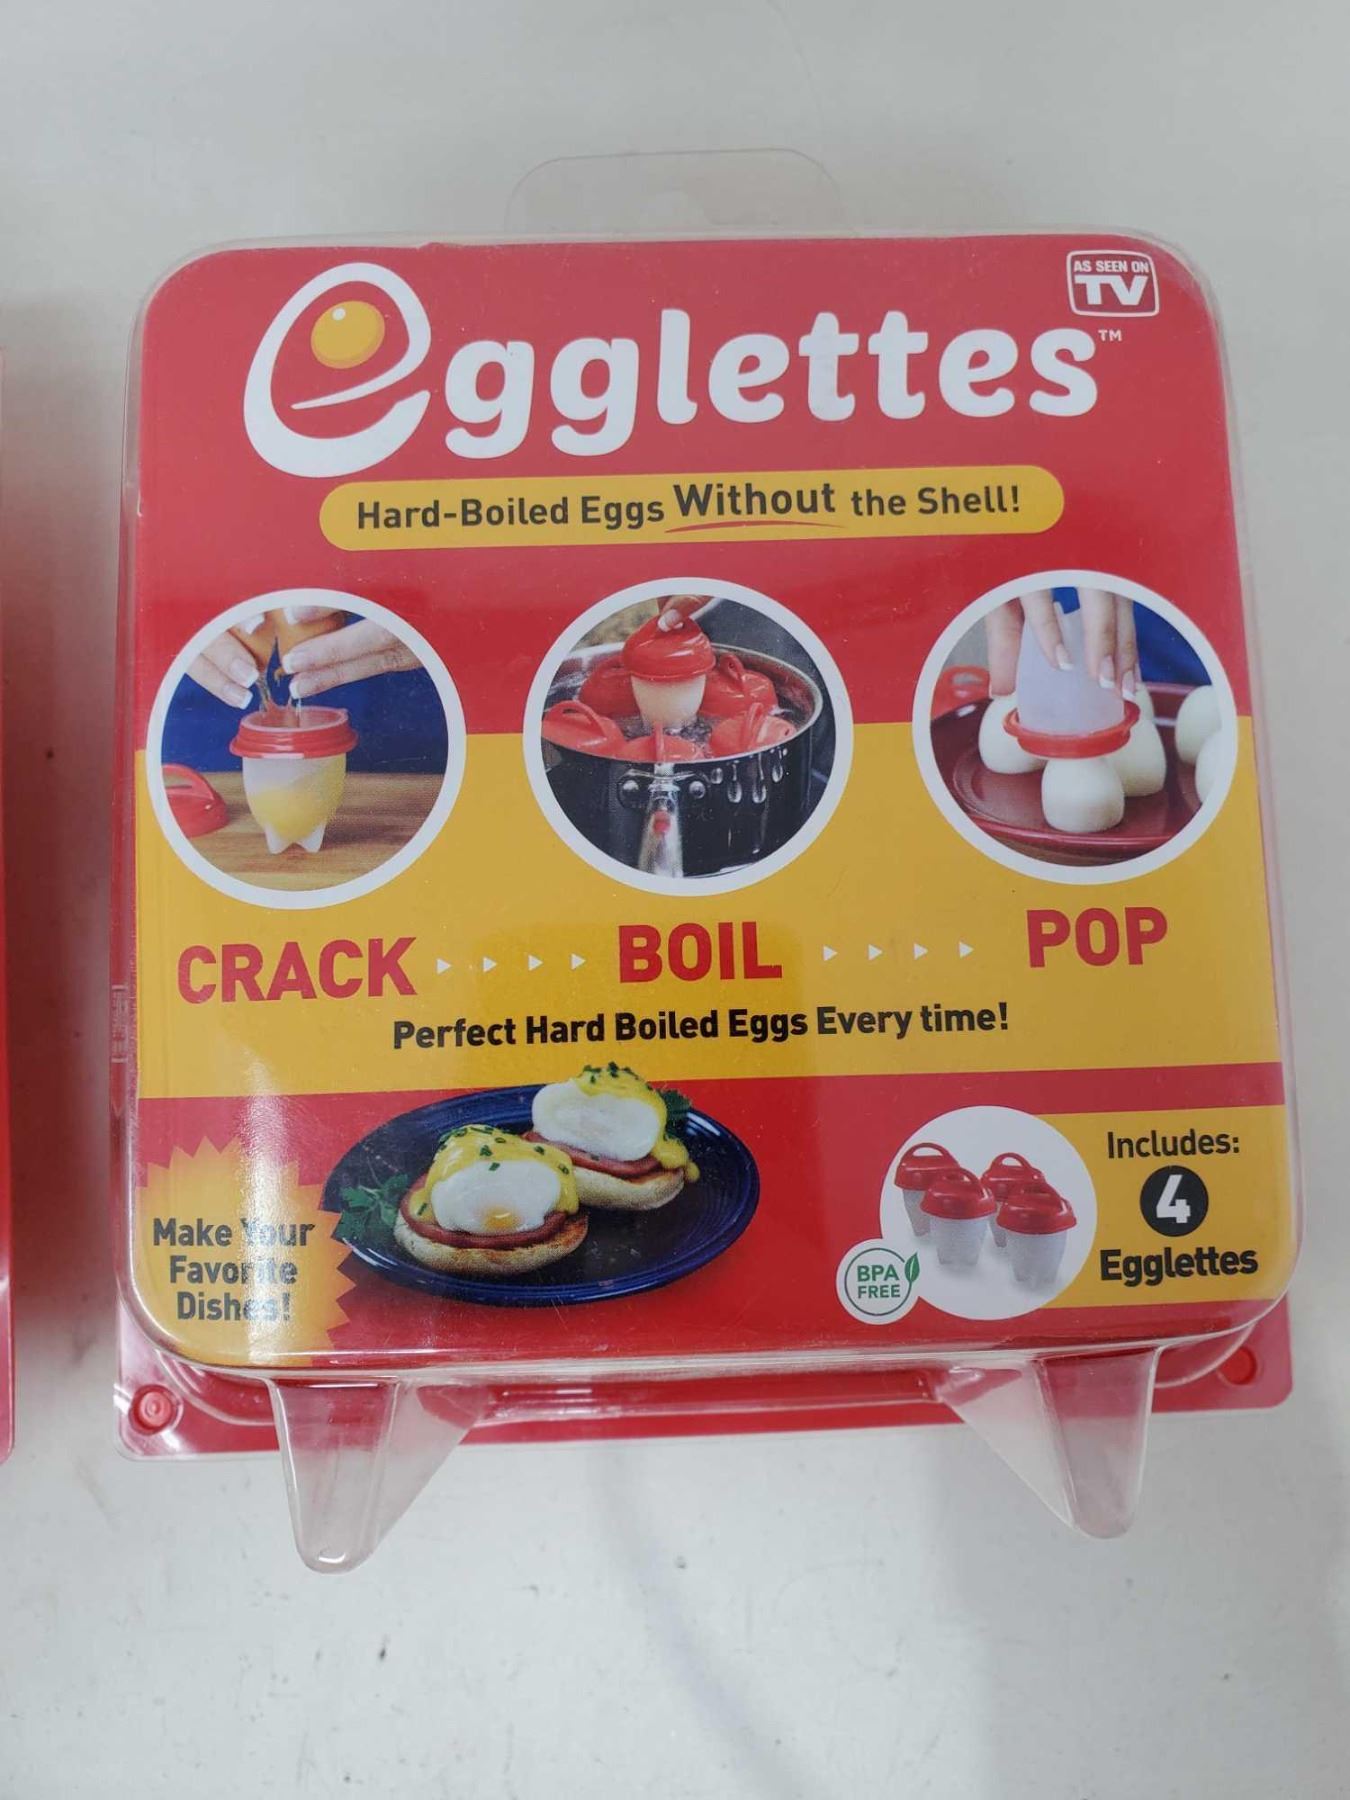 AS SEEN ON
TV
egglettes™
Hard-Boiled Eggs Without the Shell!
CRACK BOIL POP
Perfect Hard Boiled Eggs Every time!
Make Your
Favorite
Dishes!
BPA
FREE
Includes:
4
Egglettes